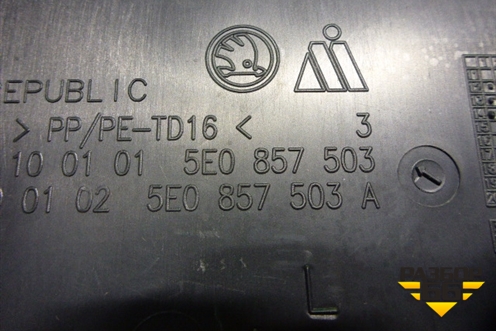 EPUBLIC
> PP/PE-TD16 < 3
10 01 01 5E0 857 503
01 02 5E0 857 503 A
L